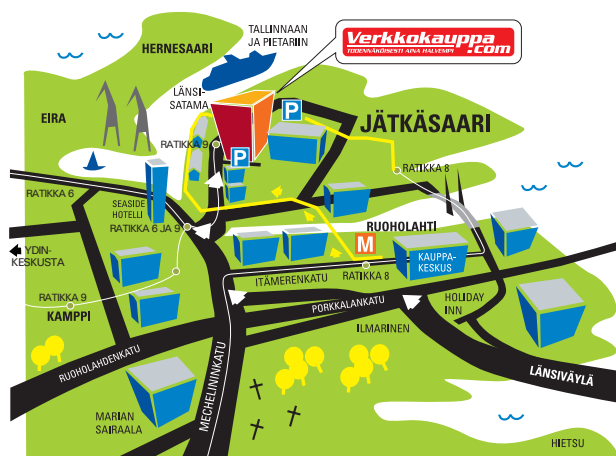 TALLINNAAN
JA PIETARIIN
Verkkokauppa
.com
TODENNÄKÖISESTI AINA HALVEMPI
HERNESAARI
LÄNSI-
SATAMA
EIRA
P
JÄTKÄSAARI
RATIKKA 9
P
RATIKKA 8
RATIKKA 6
SEASIDE
HOTELLI
RATIKKA 6 JA 9
RUOHOLAHTI
M
YDIN-
KESKUSTA
KAUPPA-
KESKUS
ITÄMERENKATU
RATIKKA 8
RATIKKA 9
KAMPPI
PORKKALANKATU
HOLIDAY
INN
ILMARINEN
RUOHOLAHDENKATU
MECHELININKATU
LÄNSIVÄYLÄ
MARIAN
SAIRAALA
HIETSU